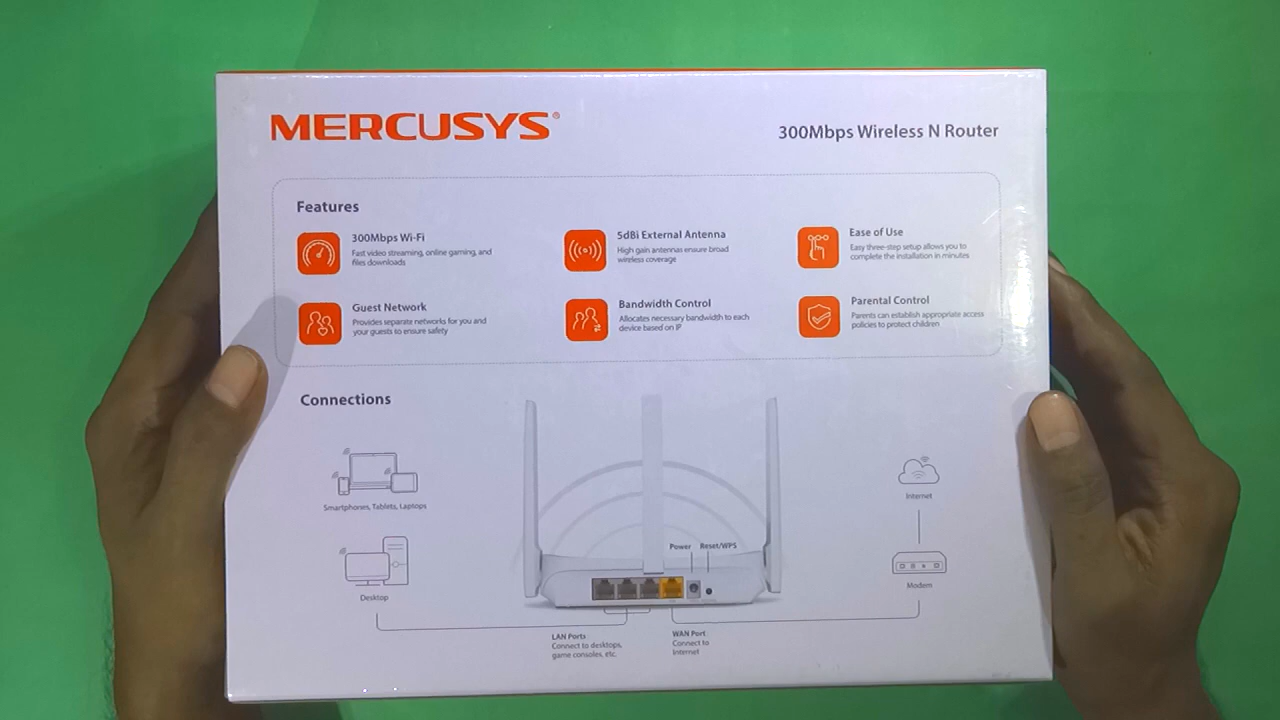 MERCUSYS®
300Mbps Wireless N Router
Features
300Mbps Wi-Fi
Fast video streaming, online gaming, and
files downloads
5dBi External Antenna
High gain antennas ensure broad
wireless coverage
Ease of Use
Easy three-step setup allows you to
complete the installation in minutes
Guest Network
Provides separate networks for you and
your guests to ensure safety
Bandwidth Control
Allocates necessary bandwidth to each
device based on IP
Parental Control
Parents can establish appropriate access
policies to protect children
Connections
Smartphones, Tablets, Laptops
Internet
Power
Reset/WPS
Desktop
Modem
LAN Ports
Connect to desktops,
game consoles, etc.
WAN Port
Connect to
Internet